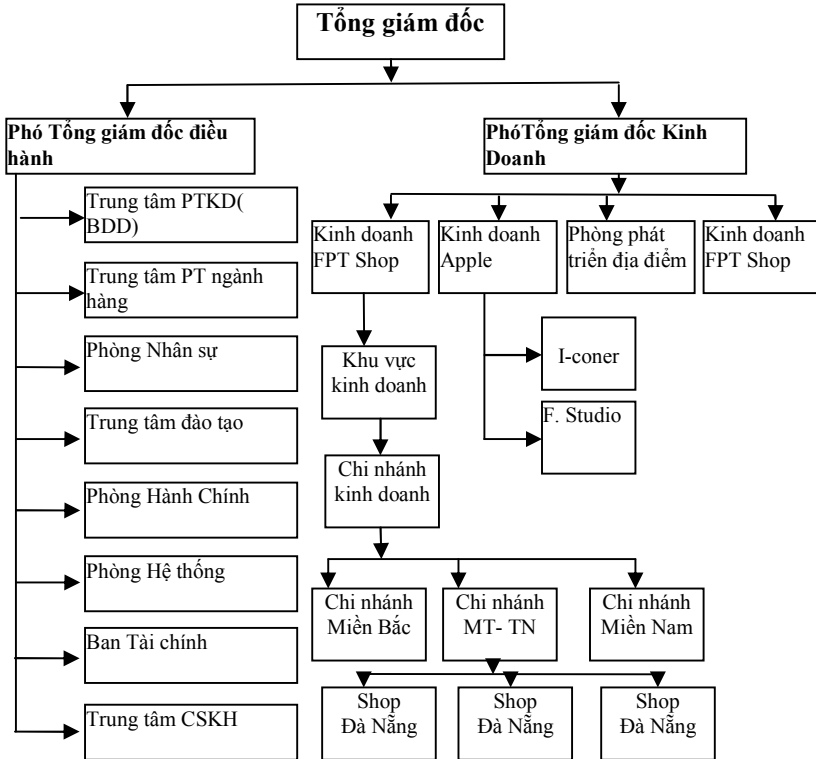 Tổng giám đốc
Phó Tổng giám đốc điều
hành
PhóTổng giám đốc Kinh
Doanh
Trung tâm PTKD(
BDD)
Trung tâm PT ngành
hàng
Phòng Nhân sự
Trung tâm đào tạo
Phòng Hành Chính
Phòng Hệ thống
Ban Tài chính
Trung tâm CSKH
Kinh doanh
FPT Shop
Kinh doanh
Apple
Phòng phát
triển địa điểm
Kinh doanh
FPT Shop
Khu vực
kinh doanh
I-coner
F. Studio
Chi nhánh
kinh doanh
Chi nhánh
Miền Bắc
Chi nhánh
MT- TN
Chi nhánh
Miền Nam
Shop
Đà Nẵng
Shop
Đà Nẵng
Shop
Đà Nẵng